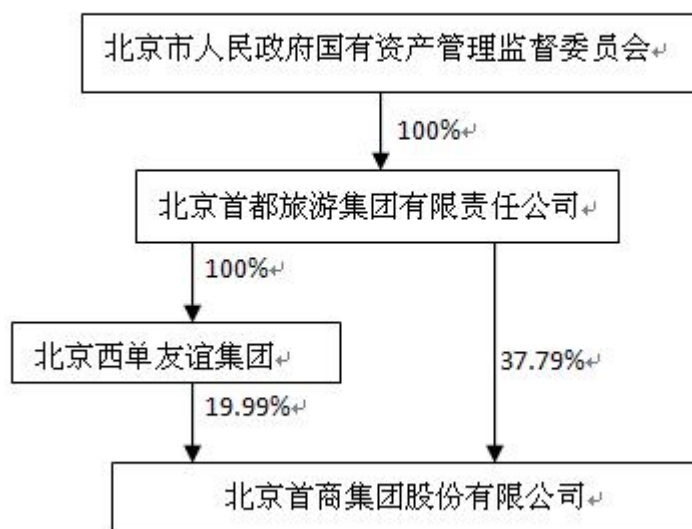 北京市人民政府国有资产管理监督委员会↵
100%↵
北京首都旅游集团有限责任公司↵
100%↵
北京西单友谊集团↵
37.79%↵
19.99%↵
北京首商集团股份有限公司↵